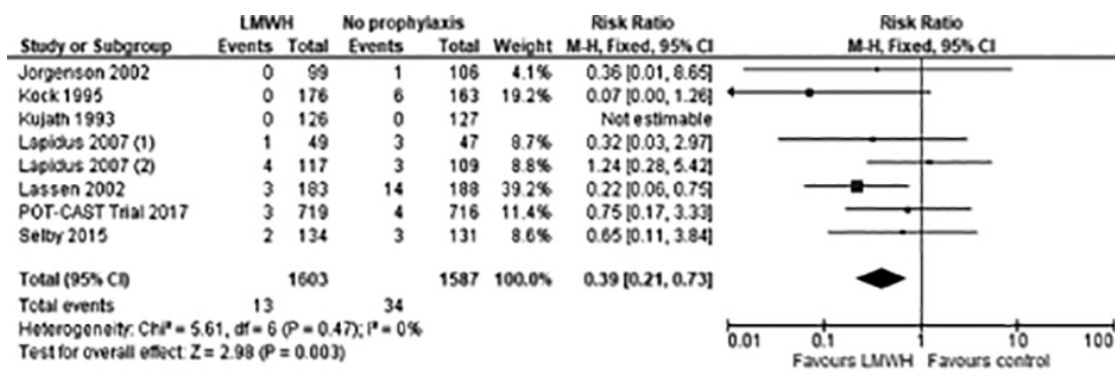 LMWH No prophylaxis Risk Ratio Risk Ratio
Study or Subgroup Events Total Events Total Weight M-H, Fixed, 95% CI M-H, Fixed, 95% CI
Jorgenson 2002 0 99 1 106 4.1% 0.36 [0.01, 8.65]
Kock 1995 0 176 6 163 19.2% 0.07 [0.00, 1.26]
Kujath 1993 0 126 0 127 Not estimable
Lapidus 2007 (1) 1 49 3 47 8.7% 0.32 [0.03, 2.97]
Lapidus 2007 (2) 4 117 3 109 8.8% 1.24 [0.28, 5.42]
Lassen 2002 3 183 14 188 39.2% 0.22 [0.06, 0.75]
POT-CAST Trial 2017 3 719 4 716 11.4% 0.75 [0.17, 3.33]
Selby 2015 2 134 3 131 8.6% 0.65 [0.11, 3.84]
Total (95% CI) 1603 1587 100.0% 0.39 [0.21, 0.73]
Total events 13 34
Heterogeneity: Chi² = 5.61, df = 6 (P = 0.47); I² = 0%
Test for overall effect: Z = 2.98 (P = 0.003)
0.01 0.1 1 10 100
Favours LMWH Favours control